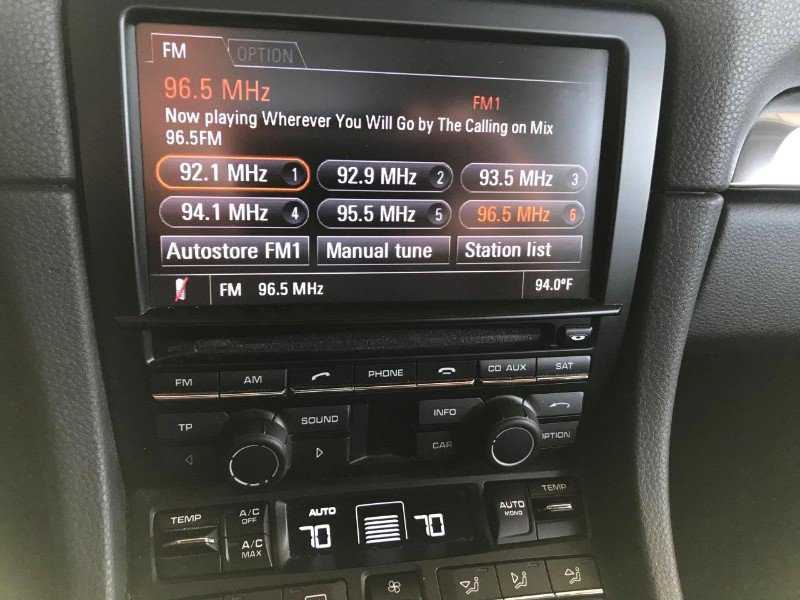 FM OPTION
96.5 MHz FM1
Now playing Wherever You Will Go by The Calling on Mix
96.5FM
92.1 MHz 1 92.9 MHz 2 93.5 MHz 3
94.1 MHz 4 95.5 MHz 5 96.5 MHz 6
Autostore FM1 Manual tune Station list
FM 96.5 MHz 94.0°F
FM AM PHONE CD AUX SAT
TP SOUND INFO
CAR OPTION
TEMP A/C OFF AUTO AUTO MONO TEMP
A/C MAX 70 70